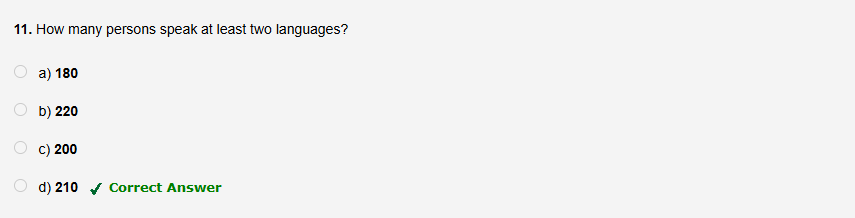 11. How many persons speak at least two languages?
a) 180
b) 220
c) 200
d) 210 ✓ Correct Answer